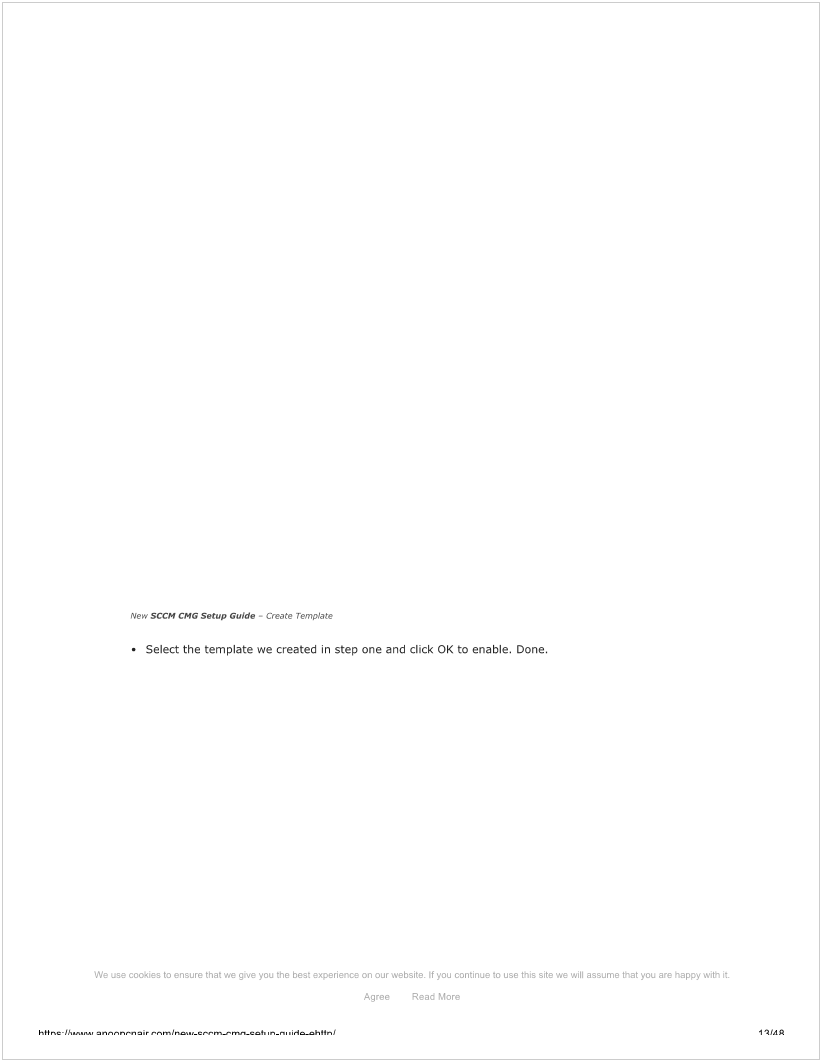 New SCCM CMG Setup Guide – Create Template
• Select the template we created in step one and click OK to enable. Done.
We use cookies to ensure that we give you the best experience on our website. If you continue to use this site we will assume that you are happy with it.
Agree Read More
https://www.anoopcnair.com/new-sccm-cmg-setup-guide-ehttp/ 13/48